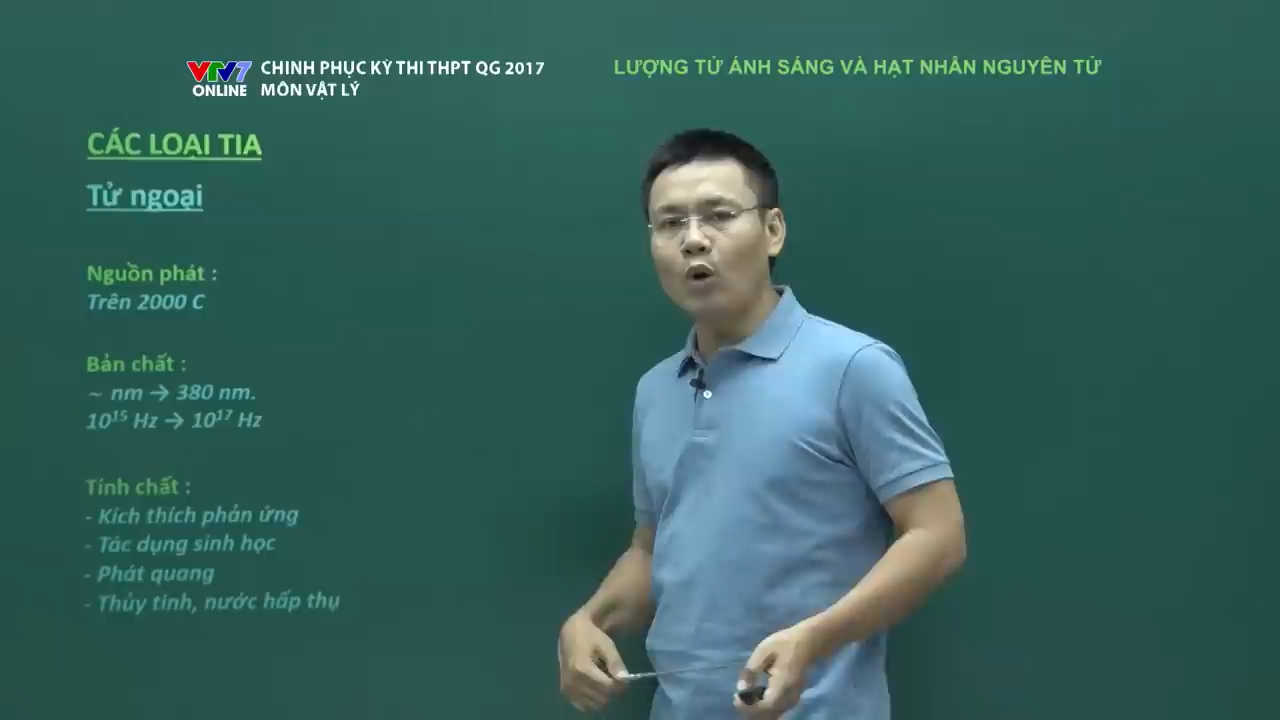 VTV7
ONLINE
CHINH PHỤC KỲ THI THPT QG 2017
MÔN VẬT LÝ
LƯỢNG TỬ ÁNH SÁNG VÀ HẠT NHÂN NGUYÊN TỬ
CÁC LOẠI TIA
Tử ngoại
Nguồn phát :
Trên 2000 C
Bản chất :
~ nm → 380 nm.
10¹⁵ Hz → 10¹⁷ Hz
Tính chất :
- Kích thích phản ứng
- Tác dụng sinh học
- Phát quang
- Thủy tinh, nước hấp thụ